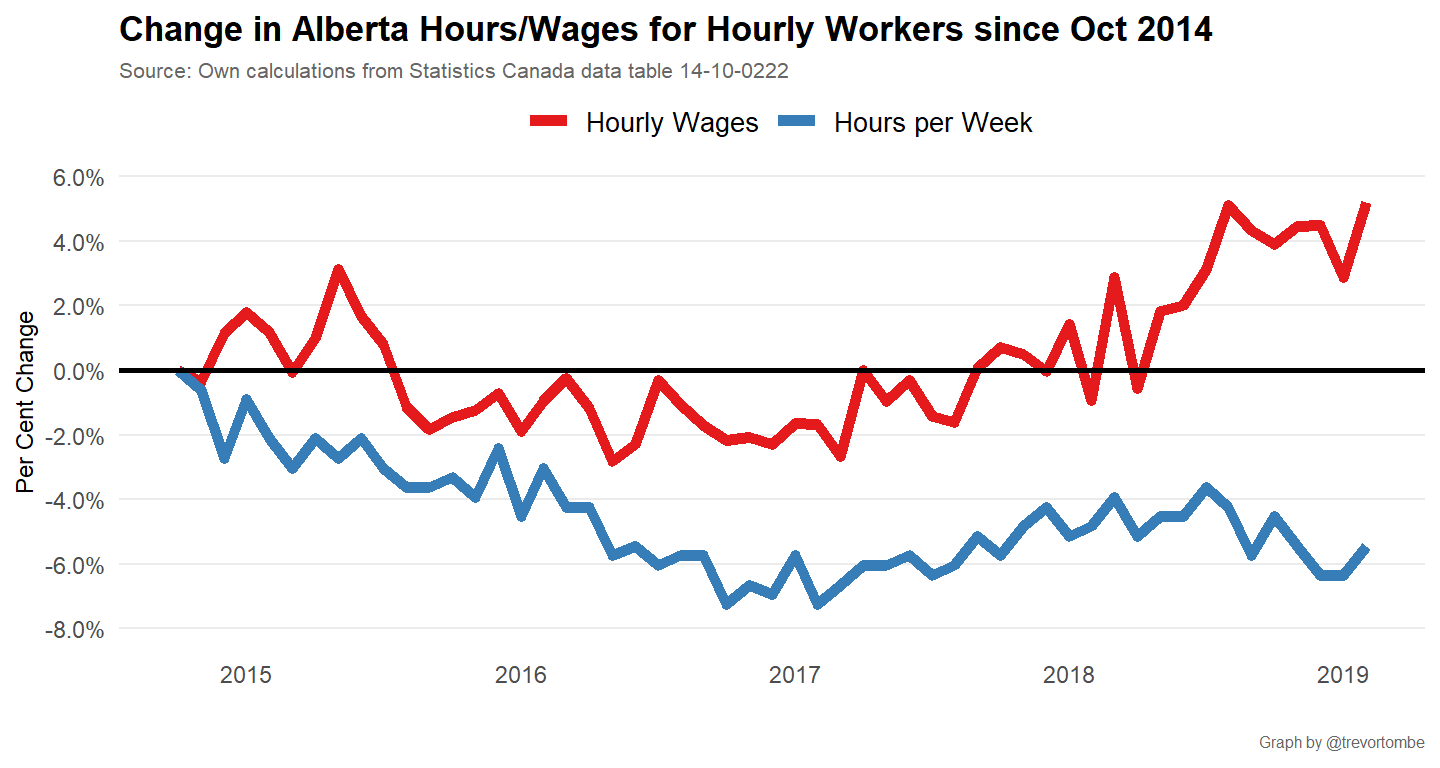 Change in Alberta Hours/Wages for Hourly Workers since Oct 2014
Source: Own calculations from Statistics Canada data table 14-10-0222
Hourly Wages Hours per Week
Per Cent Change
6.0%
4.0%
2.0%
0.0%
-2.0%
-4.0%
-6.0%
-8.0%
2015 2016 2017 2018 2019
Graph by @trevortombe